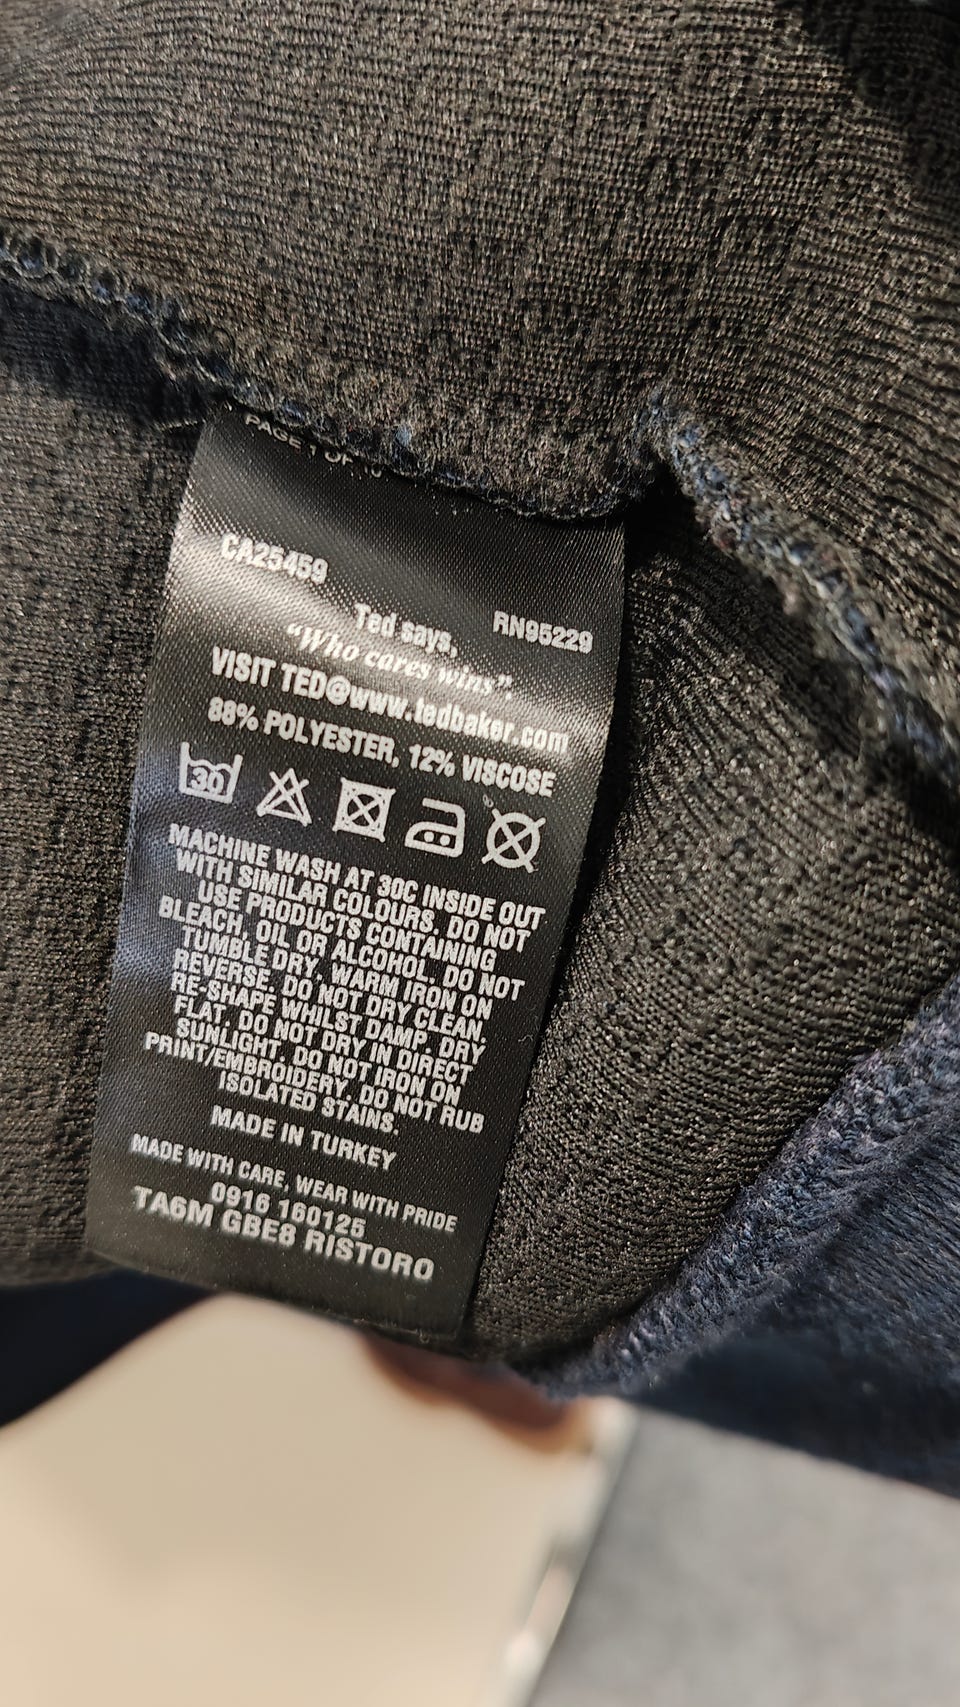 PAGE 1 OF 10
CA25459
RN95229
Ted says,
"Who cares wins".
VISIT TED@www.tedbaker.com
88% POLYESTER, 12% VISCOSE
30
MACHINE WASH AT 30C INSIDE OUT
WITH SIMILAR COLOURS. DO NOT
USE PRODUCTS CONTAINING
BLEACH, OIL OR ALCOHOL. DO NOT
TUMBLE DRY. WARM IRON ON
REVERSE. DO NOT DRY CLEAN.
RE-SHAPE WHILST DAMP. DRY
FLAT. DO NOT DRY IN DIRECT
SUNLIGHT. DO NOT IRON ON
PRINT/EMBROIDERY. DO NOT RUB
ISOLATED STAINS.
MADE IN TURKEY
MADE WITH CARE, WEAR WITH PRIDE
0916 160125
TA6M GBE8 RISTORO